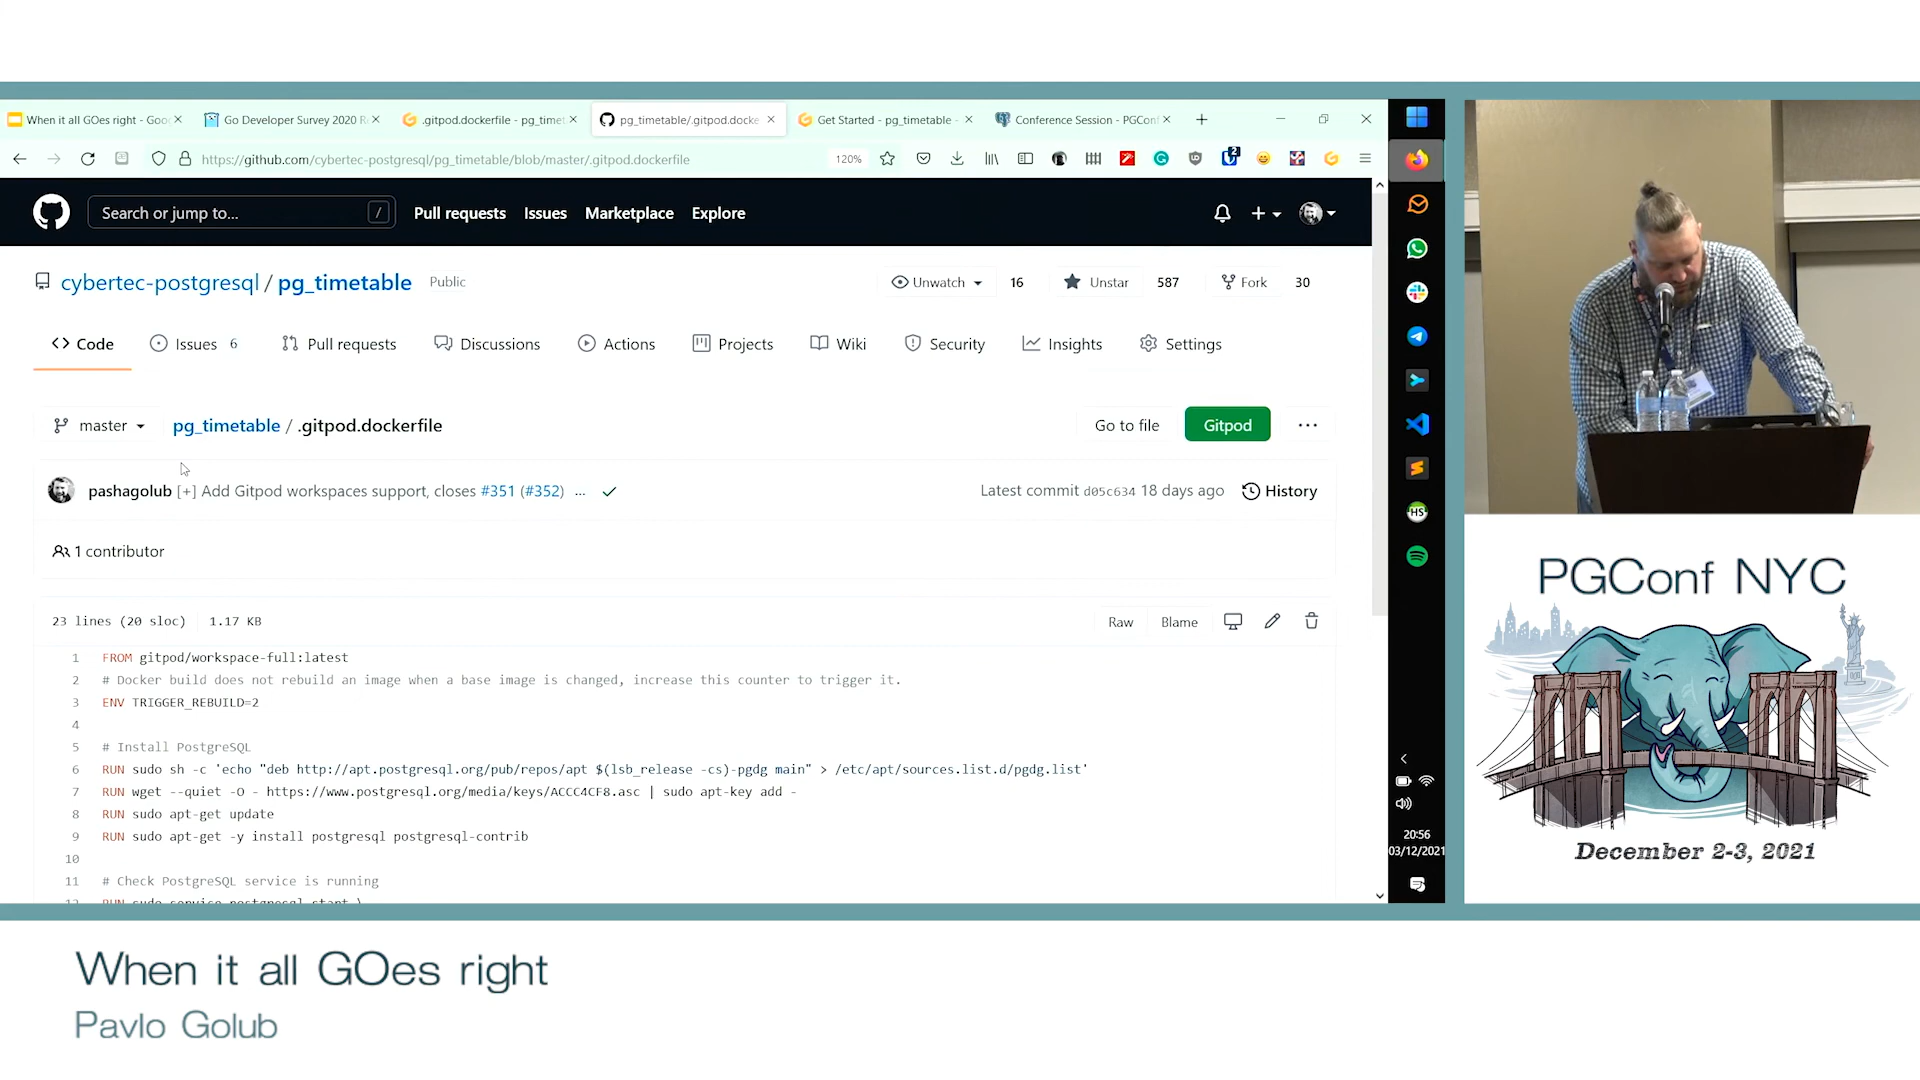 When it all GOes right - Goo
Go Developer Survey 2020 R
.gitpod.dockerfile - pg_timet
pg_timetable/.gitpod.docke
Get Started - pg_timetable -
Conference Session - PGConf
https://github.com/cybertec-postgresql/pg_timetable/blob/master/.gitpod.dockerfile
120%
2
Search or jump to...
/
Pull requests
Issues
Marketplace
Explore
cybertec-postgresql / pg_timetable
Public
Unwatch
16
Unstar
587
Fork
30
Code
Issues 6
Pull requests
Discussions
Actions
Projects
Wiki
Security
Insights
Settings
master
pg_timetable / .gitpod.dockerfile
Go to file
Gitpod
...
pashagolub [+] Add Gitpod workspaces support, closes #351 (#352) ...
Latest commit d05c634 18 days ago
History
1 contributor
23 lines (20 sloc)
1.17 KB
Raw
Blame
1 FROM gitpod/workspace-full:latest
2 # Docker build does not rebuild an image when a base image is changed, increase this counter to trigger it.
3 ENV TRIGGER_REBUILD=2
4
5 # Install PostgreSQL
6 RUN sudo sh -c 'echo "deb http://apt.postgresql.org/pub/repos/apt $(lsb_release -cs)-pgdg main" > /etc/apt/sources.list.d/pgdg.list'
7 RUN wget --quiet -O - https://www.postgresql.org/media/keys/ACCC4CF8.asc | sudo apt-key add -
8 RUN sudo apt-get update
9 RUN sudo apt-get -y install postgresql postgresql-contrib
10
11 # Check PostgreSQL service is running
12 RUN sudo service postgresql start \
HS
20:56
03/12/2021
PGConf NYC
December 2-3, 2021
When it all GOes right
Pavlo Golub